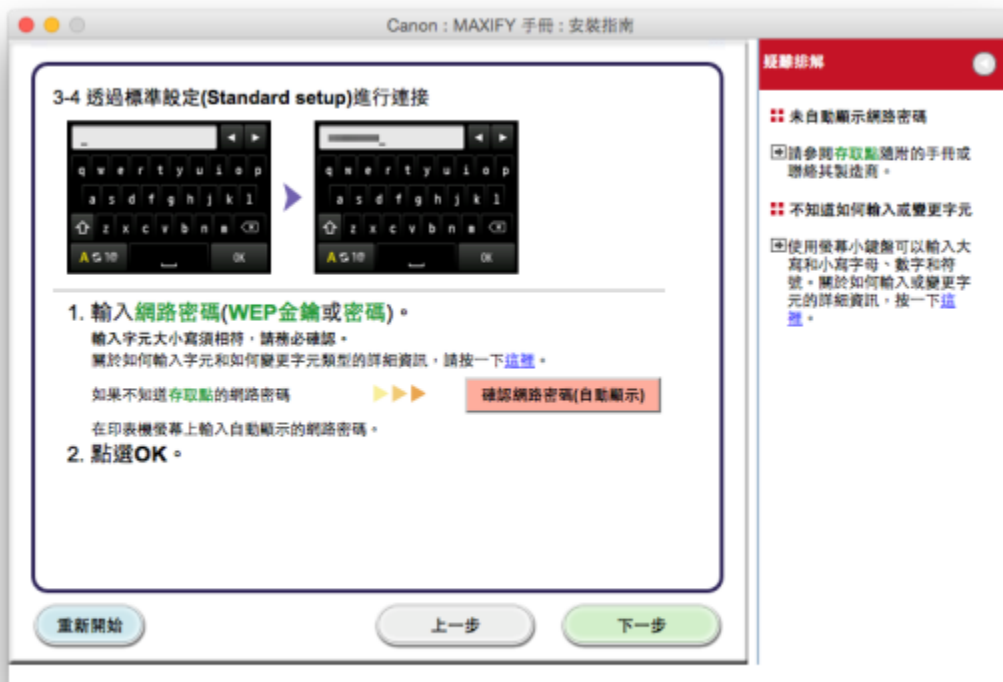 Canon : MAXIFY 手冊 : 安裝指南
3-4 透過標準設定(Standard setup)進行連接
q w e r t y u i o p
a s d f g h j k l
z x c v b n m
OK
q w e r t y u i o p
a s d f g h j k l
z x c v b n m
OK
1. 輸入網路密碼(WEP金鑰或密碼)。
輸入字元大小寫須相符，請務必確認。
關於如何輸入字元和如何變更字元類型的詳細資訊，請按一下這裡。
如果不知道存取點的網路密碼
確認網路密碼(自動顯示)
在印表機螢幕上輸入自動顯示的網路密碼。
2. 點選OK。
重新開始
上一步
下一步
疑難排解
未自動顯示網路密碼
請參閱存取點隨附的手冊或
聯絡其製造商。
不知道如何輸入或變更字元
使用螢幕小鍵盤可以輸入大
寫和小寫字母、數字和符
號。關於如何輸入或變更字
元的詳細資訊，按一下這
裡。